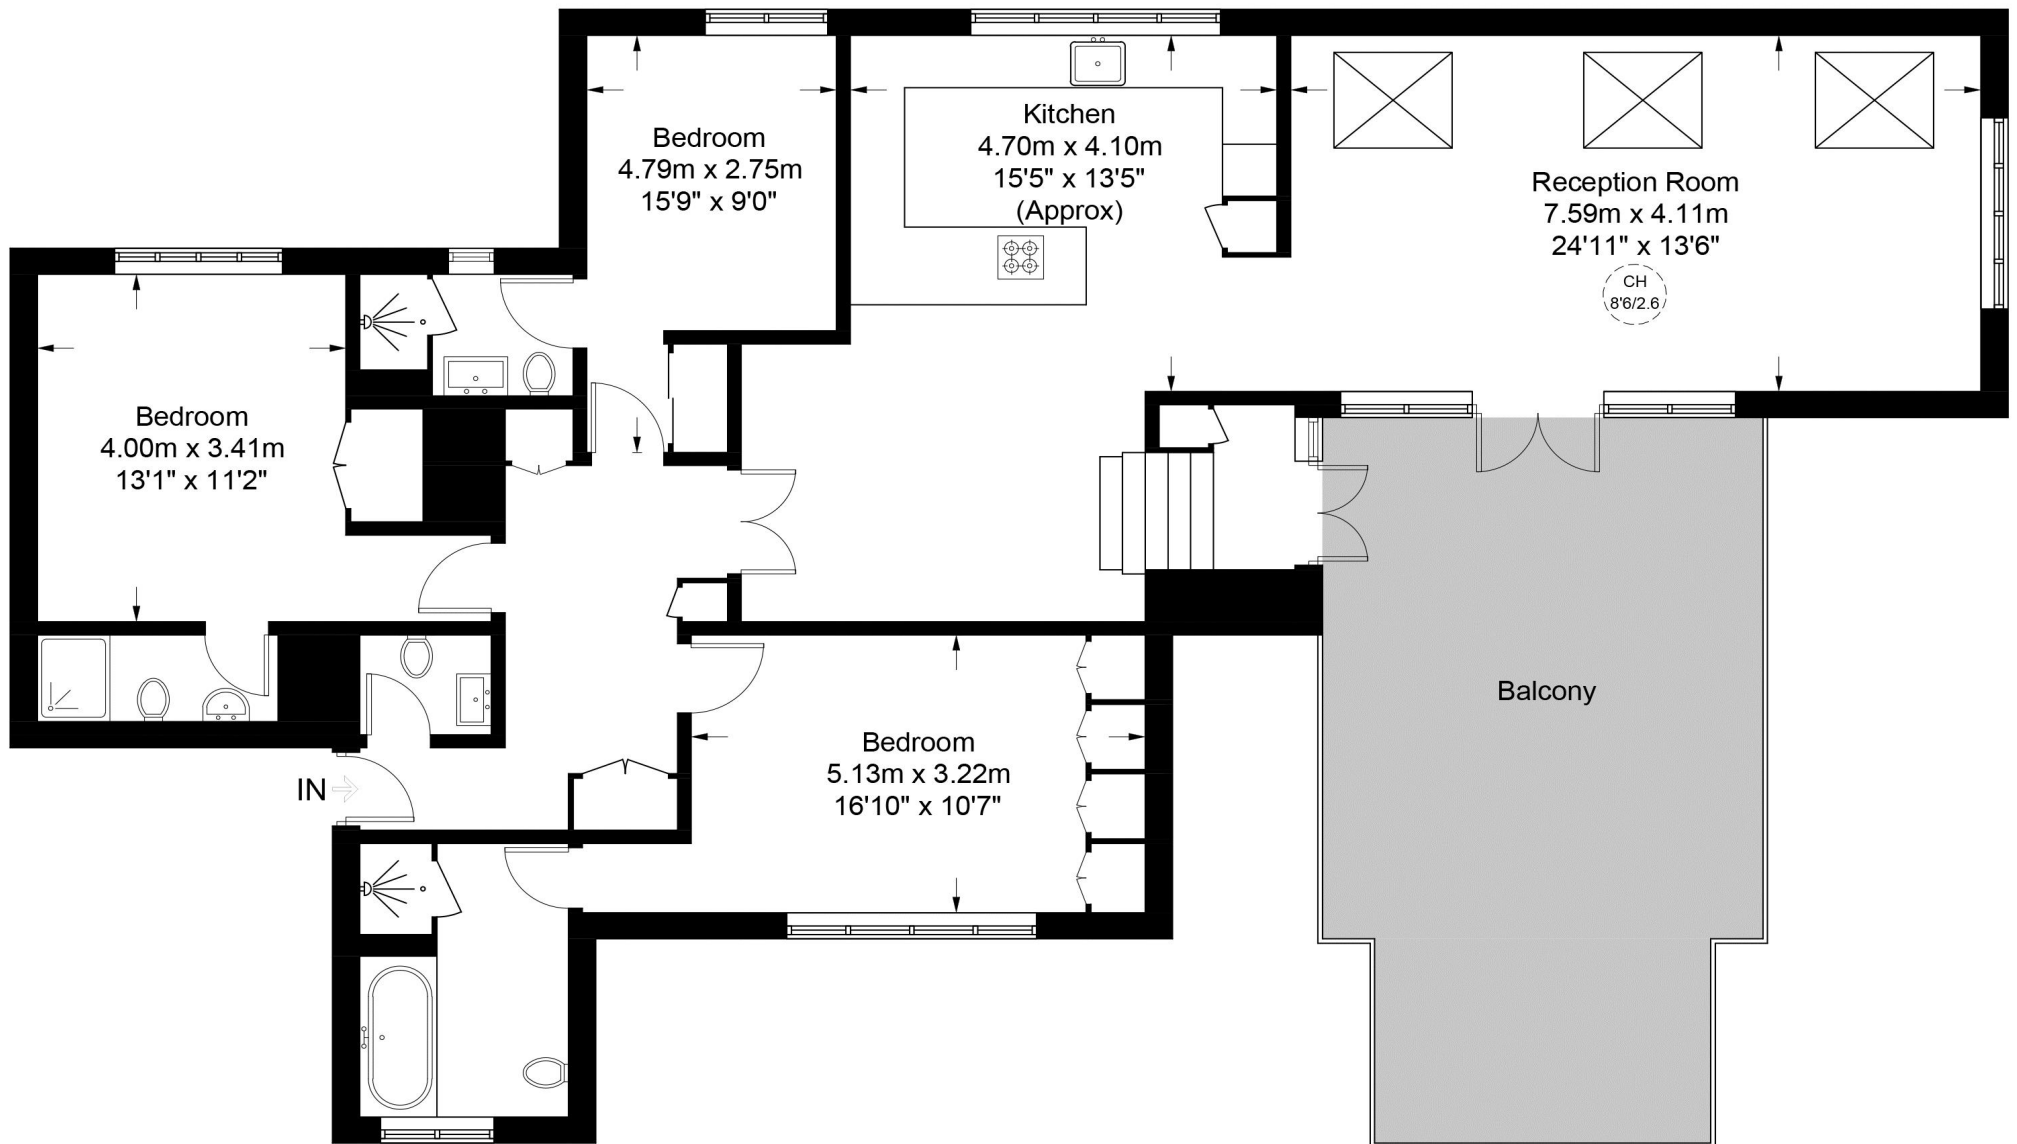 Bedroom
4.79m x 2.75m
15'9" x 9'0"
Kitchen
4.70m x 4.10m
15'5" x 13'5"
(Approx)
Reception Room
7.59m x 4.11m
24'11" x 13'6"
CH
8'6/2.6
Bedroom
4.00m x 3.41m
13'1" x 11'2"
Balcony
Bedroom
5.13m x 3.22m
16'10" x 10'7"
IN